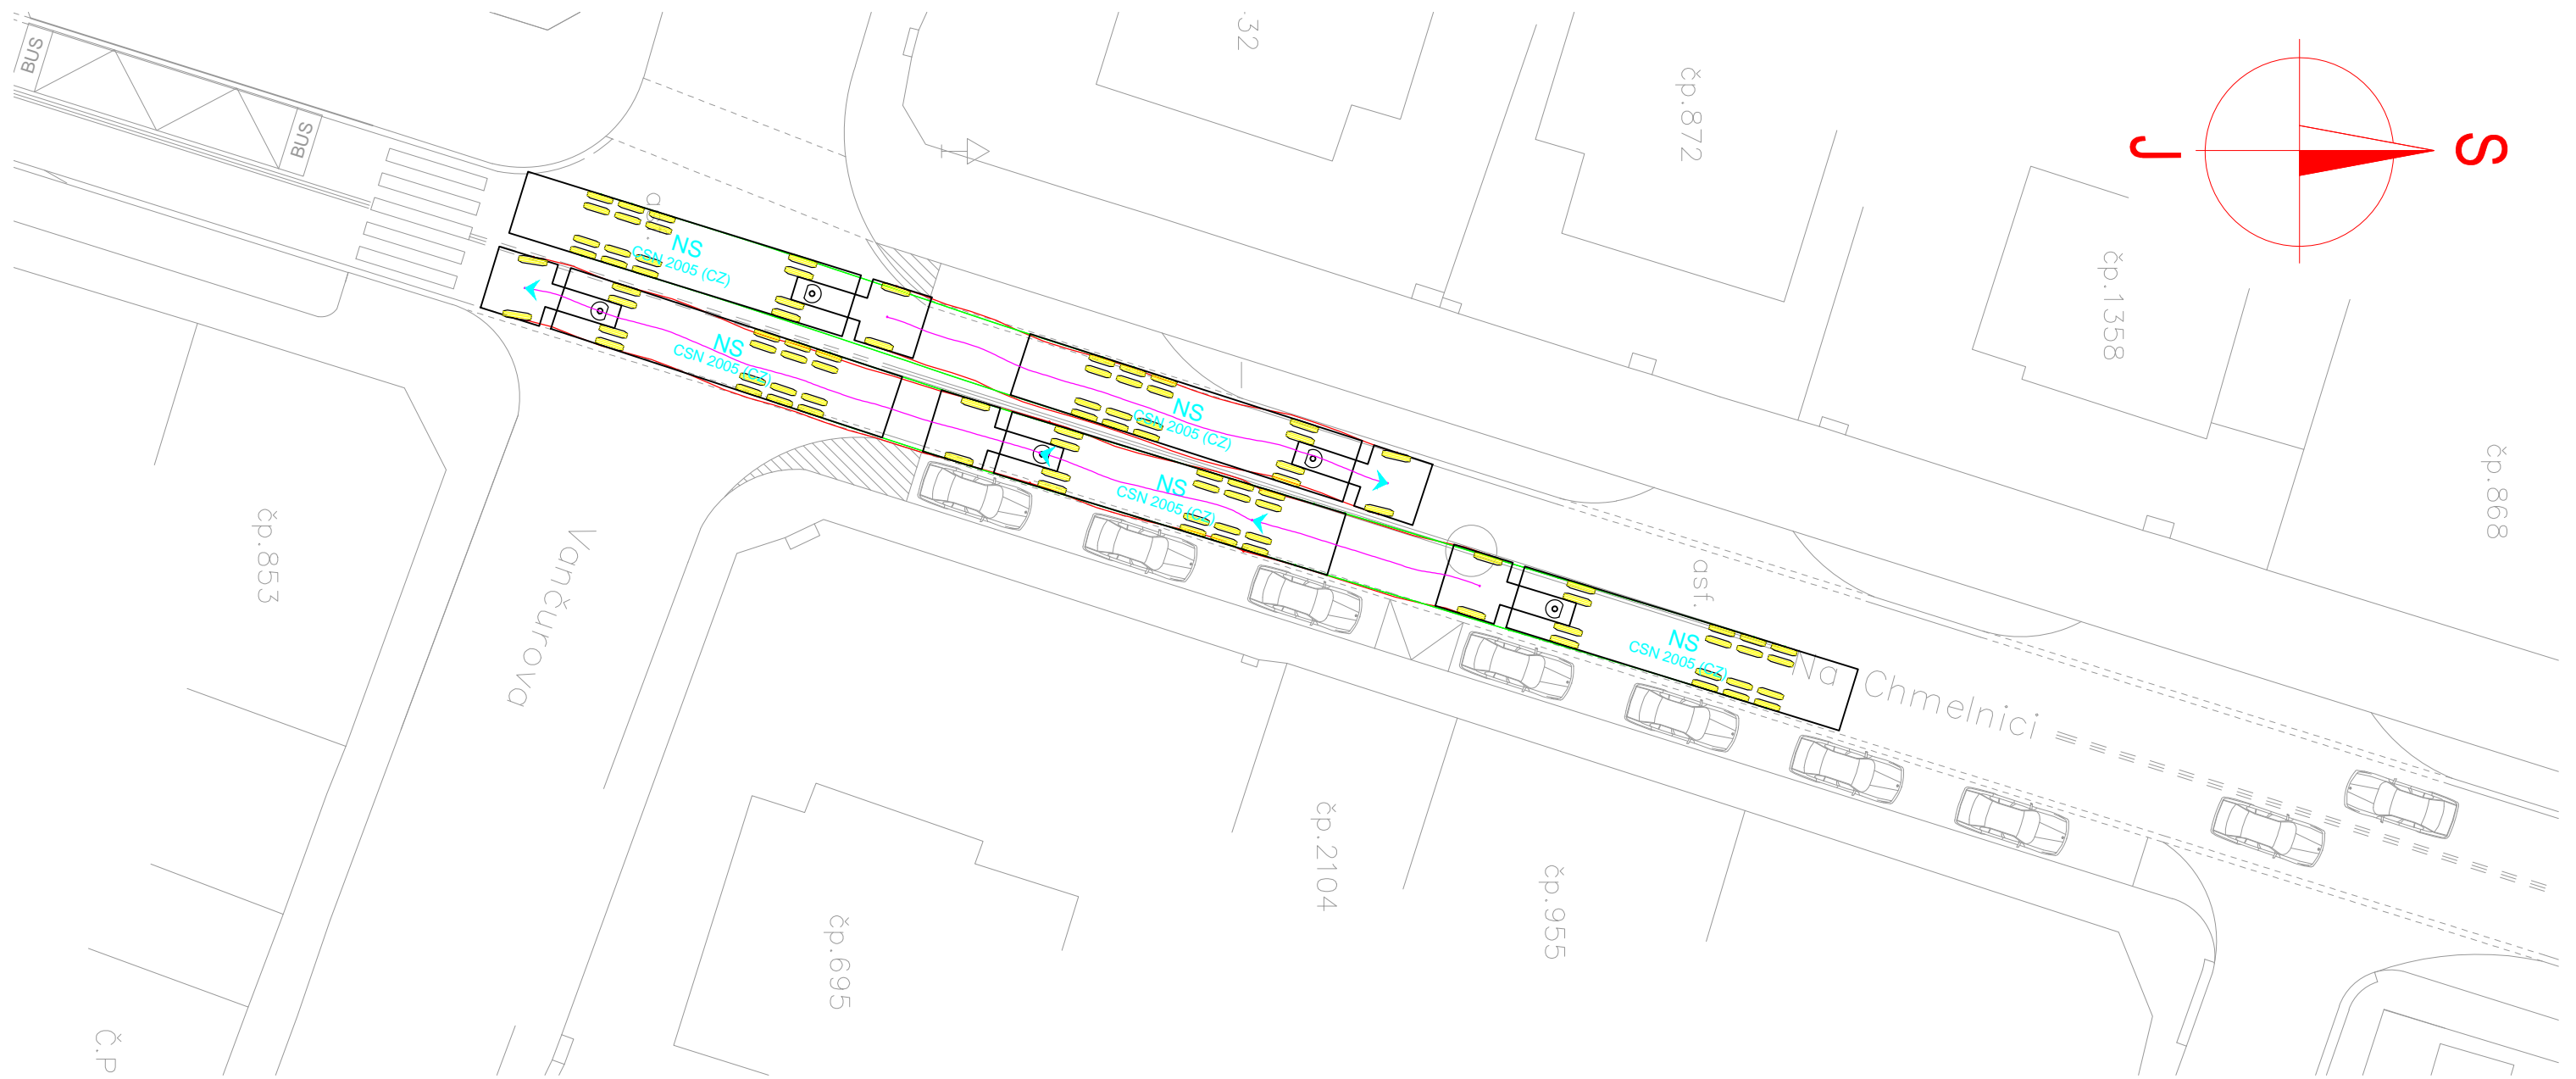 BUS
BUS
.32
čp.872
J
S
NS
CSN 2005 (CZ)
čp.1358
NS
CSN 2005 (CZ)
NS
CSN 2005 (CZ)
NS
CSN 2005 (CZ)
čp.868
čp.853
Vančurova
asf.
NS
CSN 2005 (CZ)
Na Chmelnici
čp.2104
čp.955
čp.695
Č.P